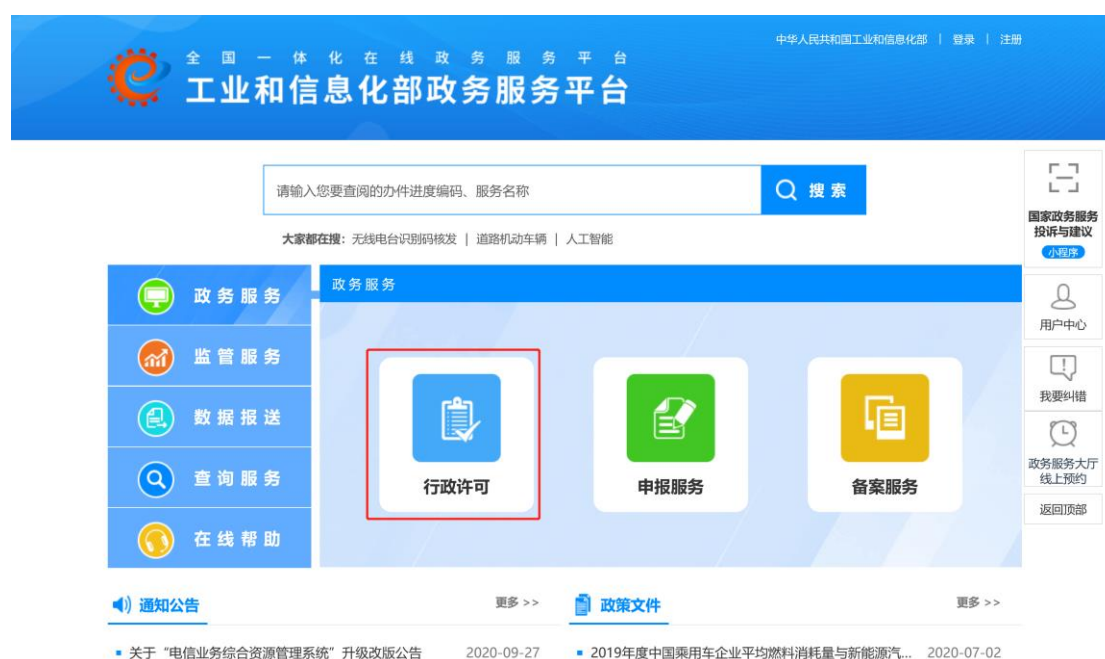 中华人民共和国工业和信息化部 | 登录 | 注册
全国一体化在线政务服务平台
工业和信息化部政务服务平台
请输入您要查阅的办件进度编码、服务名称
搜索
大家都在搜：无线电台识别码核发 | 道路机动车辆 | 人工智能
国家政务服务
投诉与建议
小程序
用户中心
我要纠错
政务服务大厅
线上预约
返回顶部
政务服务
监管服务
数据报送
查询服务
在线帮助
政务服务
行政许可
申报服务
备案服务
通知公告
更多 >>
关于“电信业务综合资源管理系统”升级改版公告 2020-09-27
政策文件
更多 >>
2019年度中国乘用车企业平均燃料消耗量与新能源汽... 2020-07-02